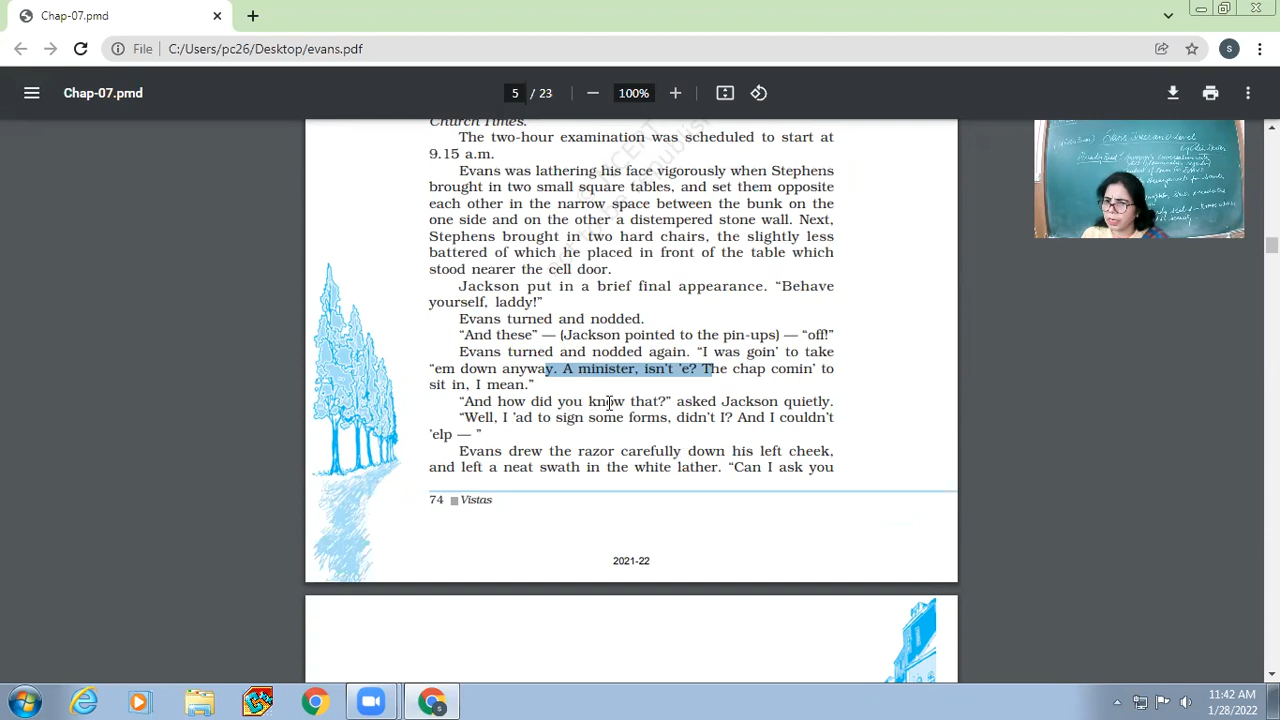 Chap-07.pmd
File C:/Users/pc26/Desktop/evans.pdf
S
Chap-07.pmd
5 / 23
100%
Church Times.
The two-hour examination was scheduled to start at
9.15 a.m.
Evans was lathering his face vigorously when Stephens
brought in two small square tables, and set them opposite
each other in the narrow space between the bunk on the
one side and on the other a distempered stone wall. Next,
Stephens brought in two hard chairs, the slightly less
battered of which he placed in front of the table which
stood nearer the cell door.
Jackson put in a brief final appearance. “Behave
yourself, laddy!”
Evans turned and nodded.
“And these” — (Jackson pointed to the pin-ups) — “off!”
Evans turned and nodded again. “I was goin’ to take
“em down anyway. A minister, isn’t ’e? The chap comin’ to
sit in, I mean.”
“And how did you know that?” asked Jackson quietly.
“Well, I ’ad to sign some forms, didn’t I? And I couldn’t
’elp — ”
Evans drew the razor carefully down his left cheek,
and left a neat swath in the white lather. “Can I ask you
74 Vistas
2021-22
11:42 AM
1/28/2022